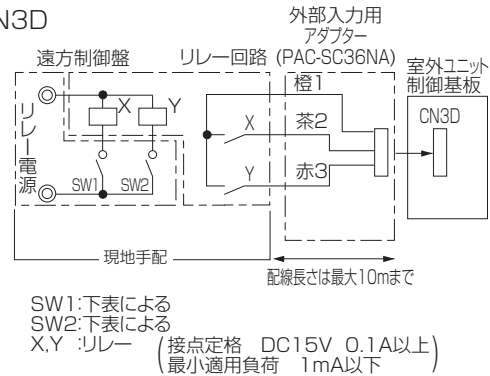 CN3D
外部入力用
アダプター
(PAC-SC36NA)
遠方制御盤
リレー回路
室外ユニット
制御基板
リレー電源
X
Y
SW1
SW2
X
Y
橙1
茶2
赤3
CN3D
現地手配
配線長さは最大10mまで
SW1:下表による
SW2:下表による
X,Y :リレー (接点定格 DC15V 0.1A以上
最小適用負荷 1mA以下)